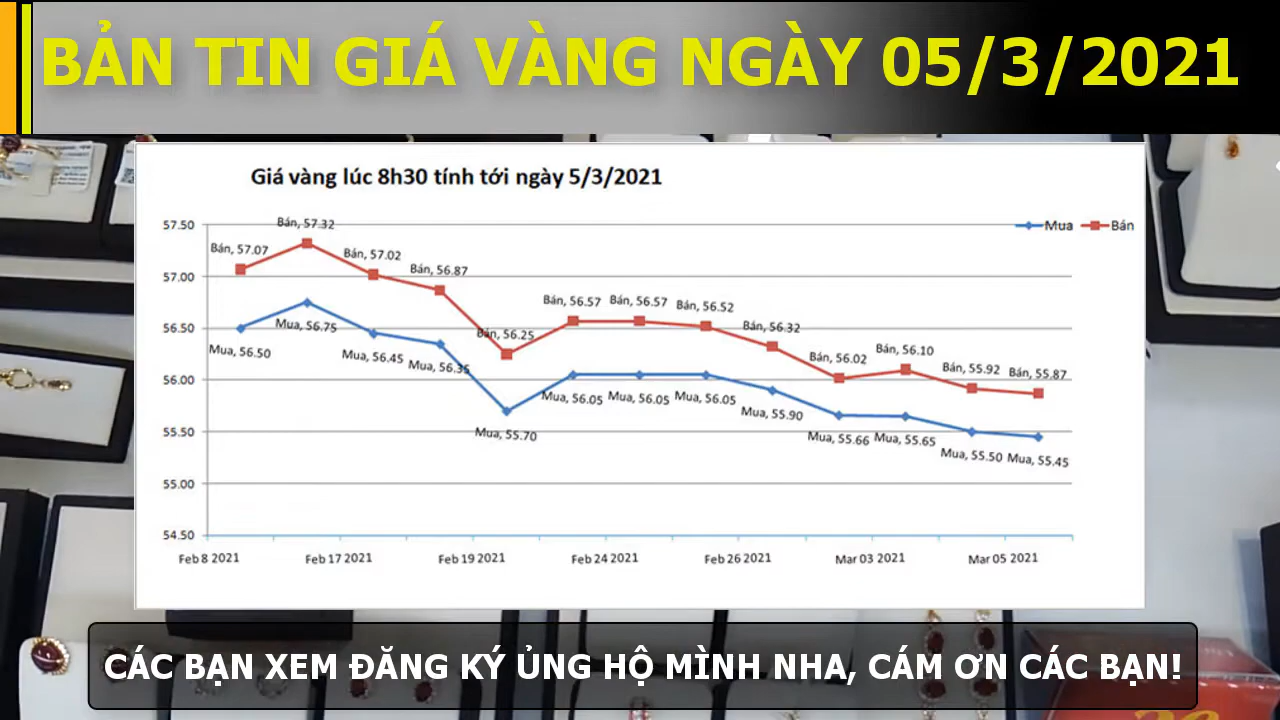 BẢN TIN GIÁ VÀNG NGÀY 05/3/2021
Giá vàng lúc 8h30 tính tới ngày 5/3/2021
Mua Bán
57.50
57.00
56.50
56.00
55.50
55.00
54.50
Bán, 57.07
Bán, 57.32
Bán, 57.02
Bán, 56.87
Bán, 56.25
Bán, 56.57
Bán, 56.57
Bán, 56.52
Bán, 56.32
Bán, 56.02
Bán, 56.10
Bán, 55.92
Bán, 55.87
Mua, 56.50
Mua, 56.75
Mua, 56.45
Mua, 56.35
Mua, 55.70
Mua, 56.05
Mua, 56.05
Mua, 56.05
Mua, 55.90
Mua, 55.66
Mua, 55.65
Mua, 55.50
Mua, 55.45
Feb 8 2021
Feb 17 2021
Feb 19 2021
Feb 24 2021
Feb 26 2021
Mar 03 2021
Mar 05 2021
CÁC BẠN XEM ĐĂNG KÝ ỦNG HỘ MÌNH NHA, CÁM ƠN CÁC BẠN!